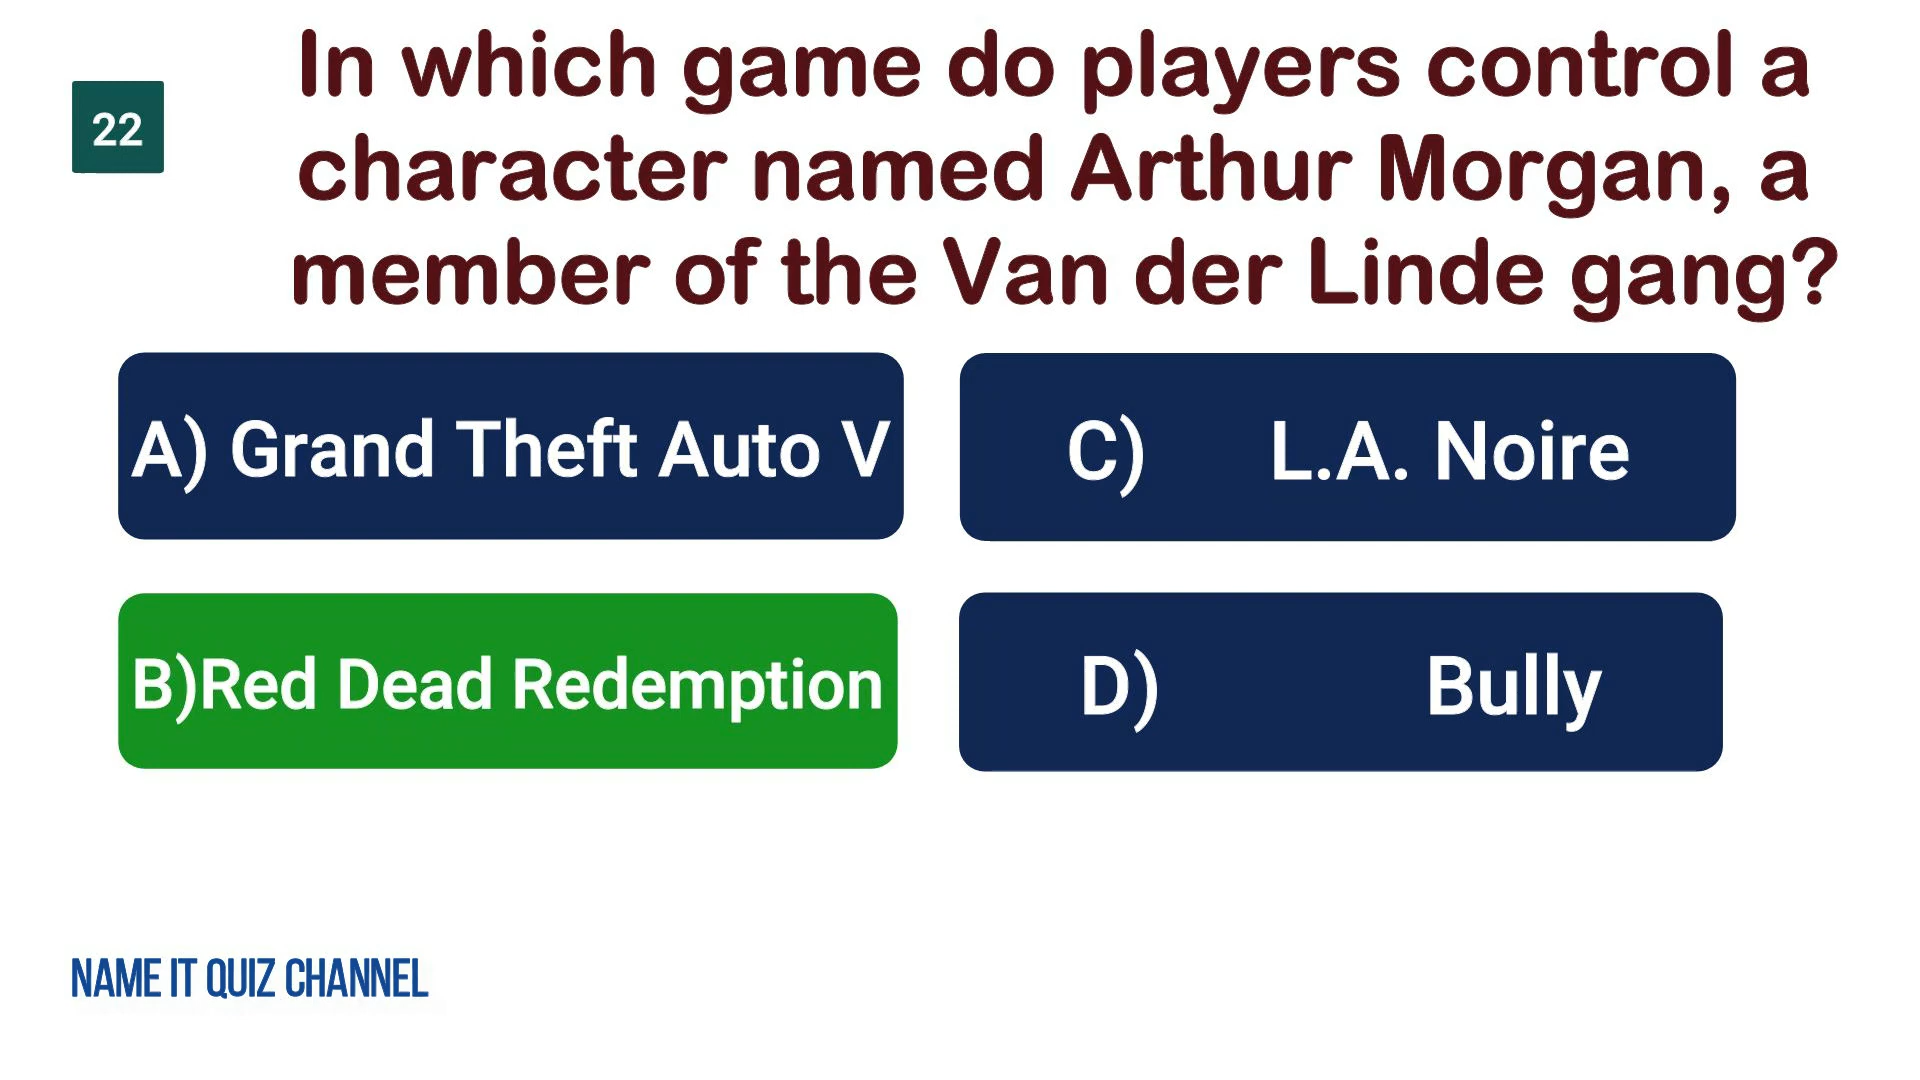 22
In which game do players control a
character named Arthur Morgan, a
member of the Van der Linde gang?
A) Grand Theft Auto V
C) L.A. Noire
B)Red Dead Redemption
D) Bully
NAME IT QUIZ CHANNEL